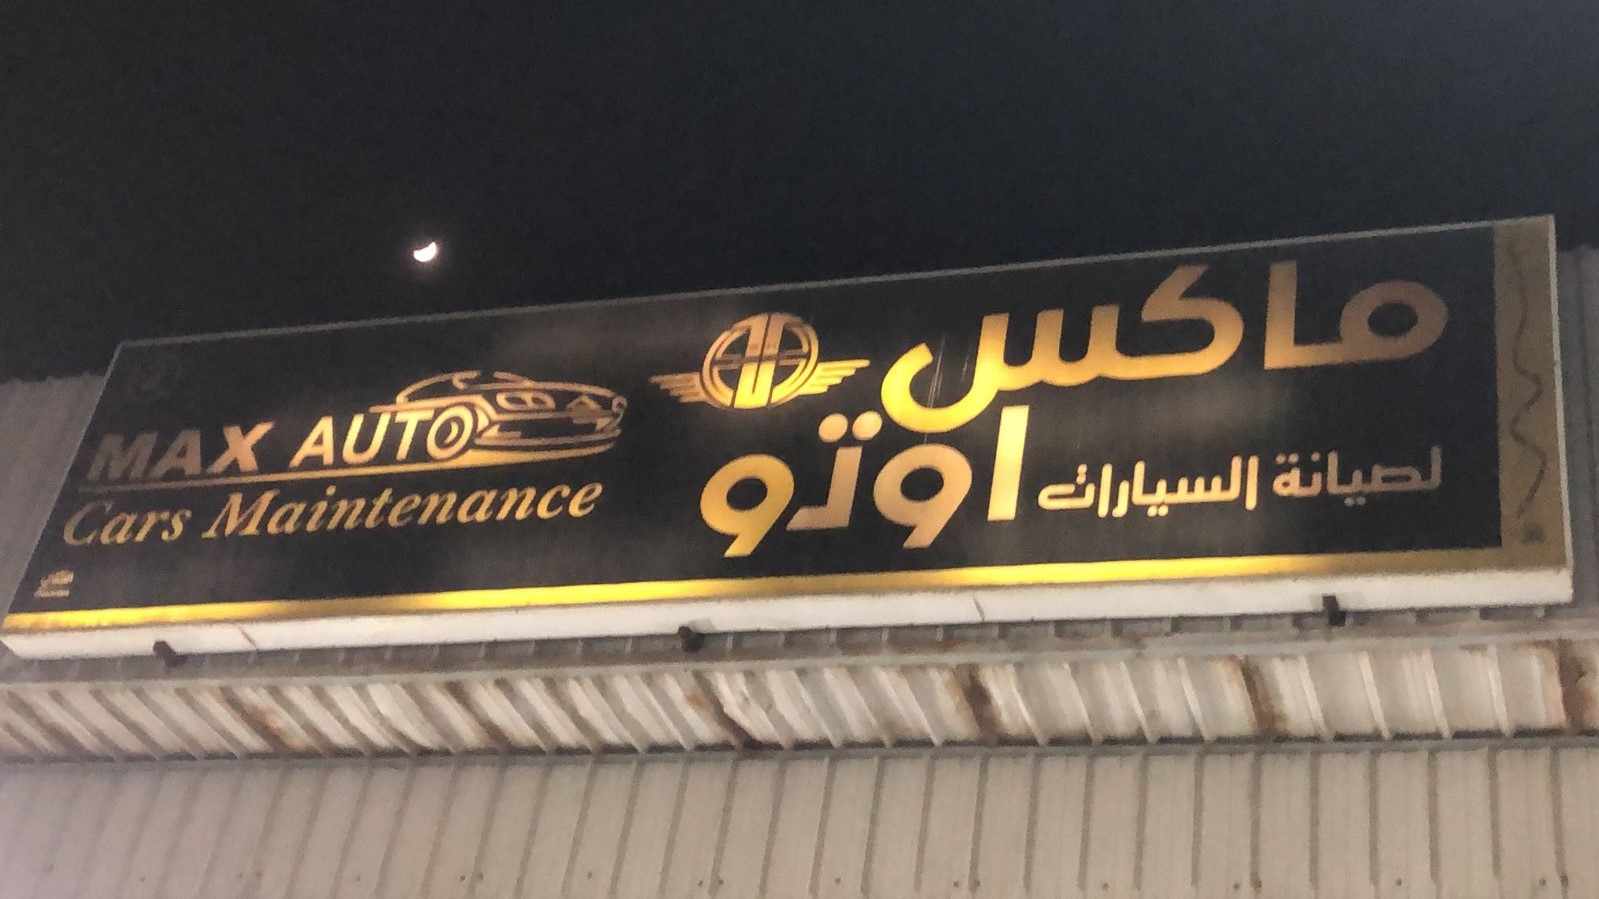 ماكس
اوتو
لصيانة السيارات
MAX AUTO
Cars Maintenance